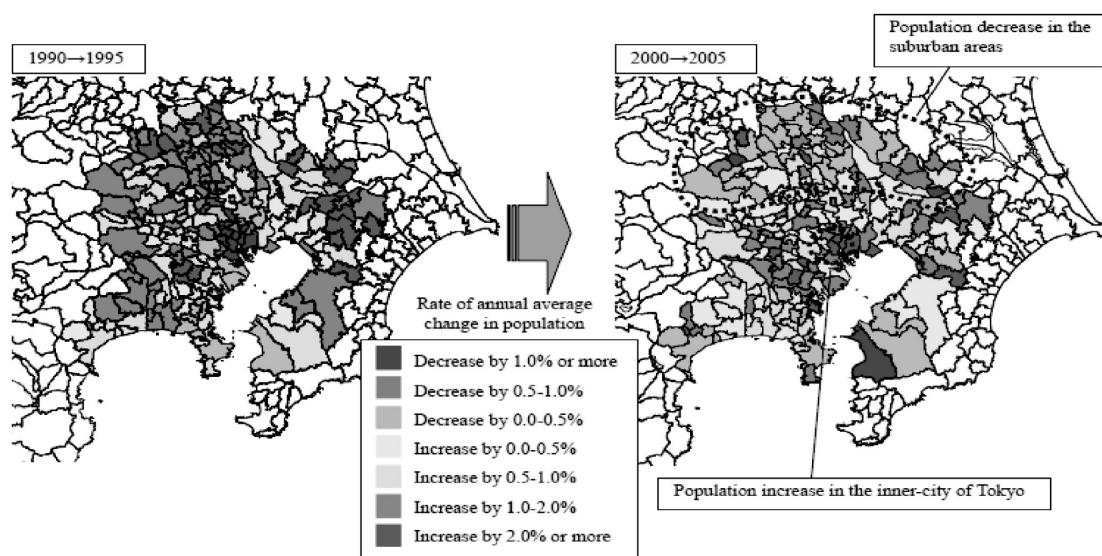 Population decrease in the
suburban areas
1990→1995
2000→2005
Rate of annual average
change in population
Decrease by 1.0% or more
Decrease by 0.5-1.0%
Decrease by 0.0-0.5%
Increase by 0.0-0.5%
Increase by 0.5-1.0%
Increase by 1.0-2.0%
Increase by 2.0% or more
Population increase in the inner-city of Tokyo